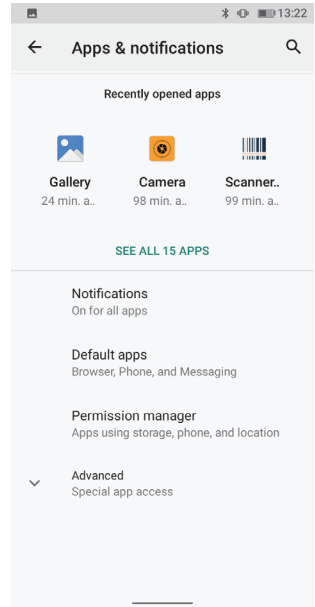 13:22
Apps & notifications
Recently opened apps
Gallery
Camera
Scanner..
24 min. a..
98 min. a..
99 min. a..
SEE ALL 15 APPS
Notifications
On for all apps
Default apps
Browser, Phone, and Messaging
Permission manager
Apps using storage, phone, and location
Advanced
Special app access